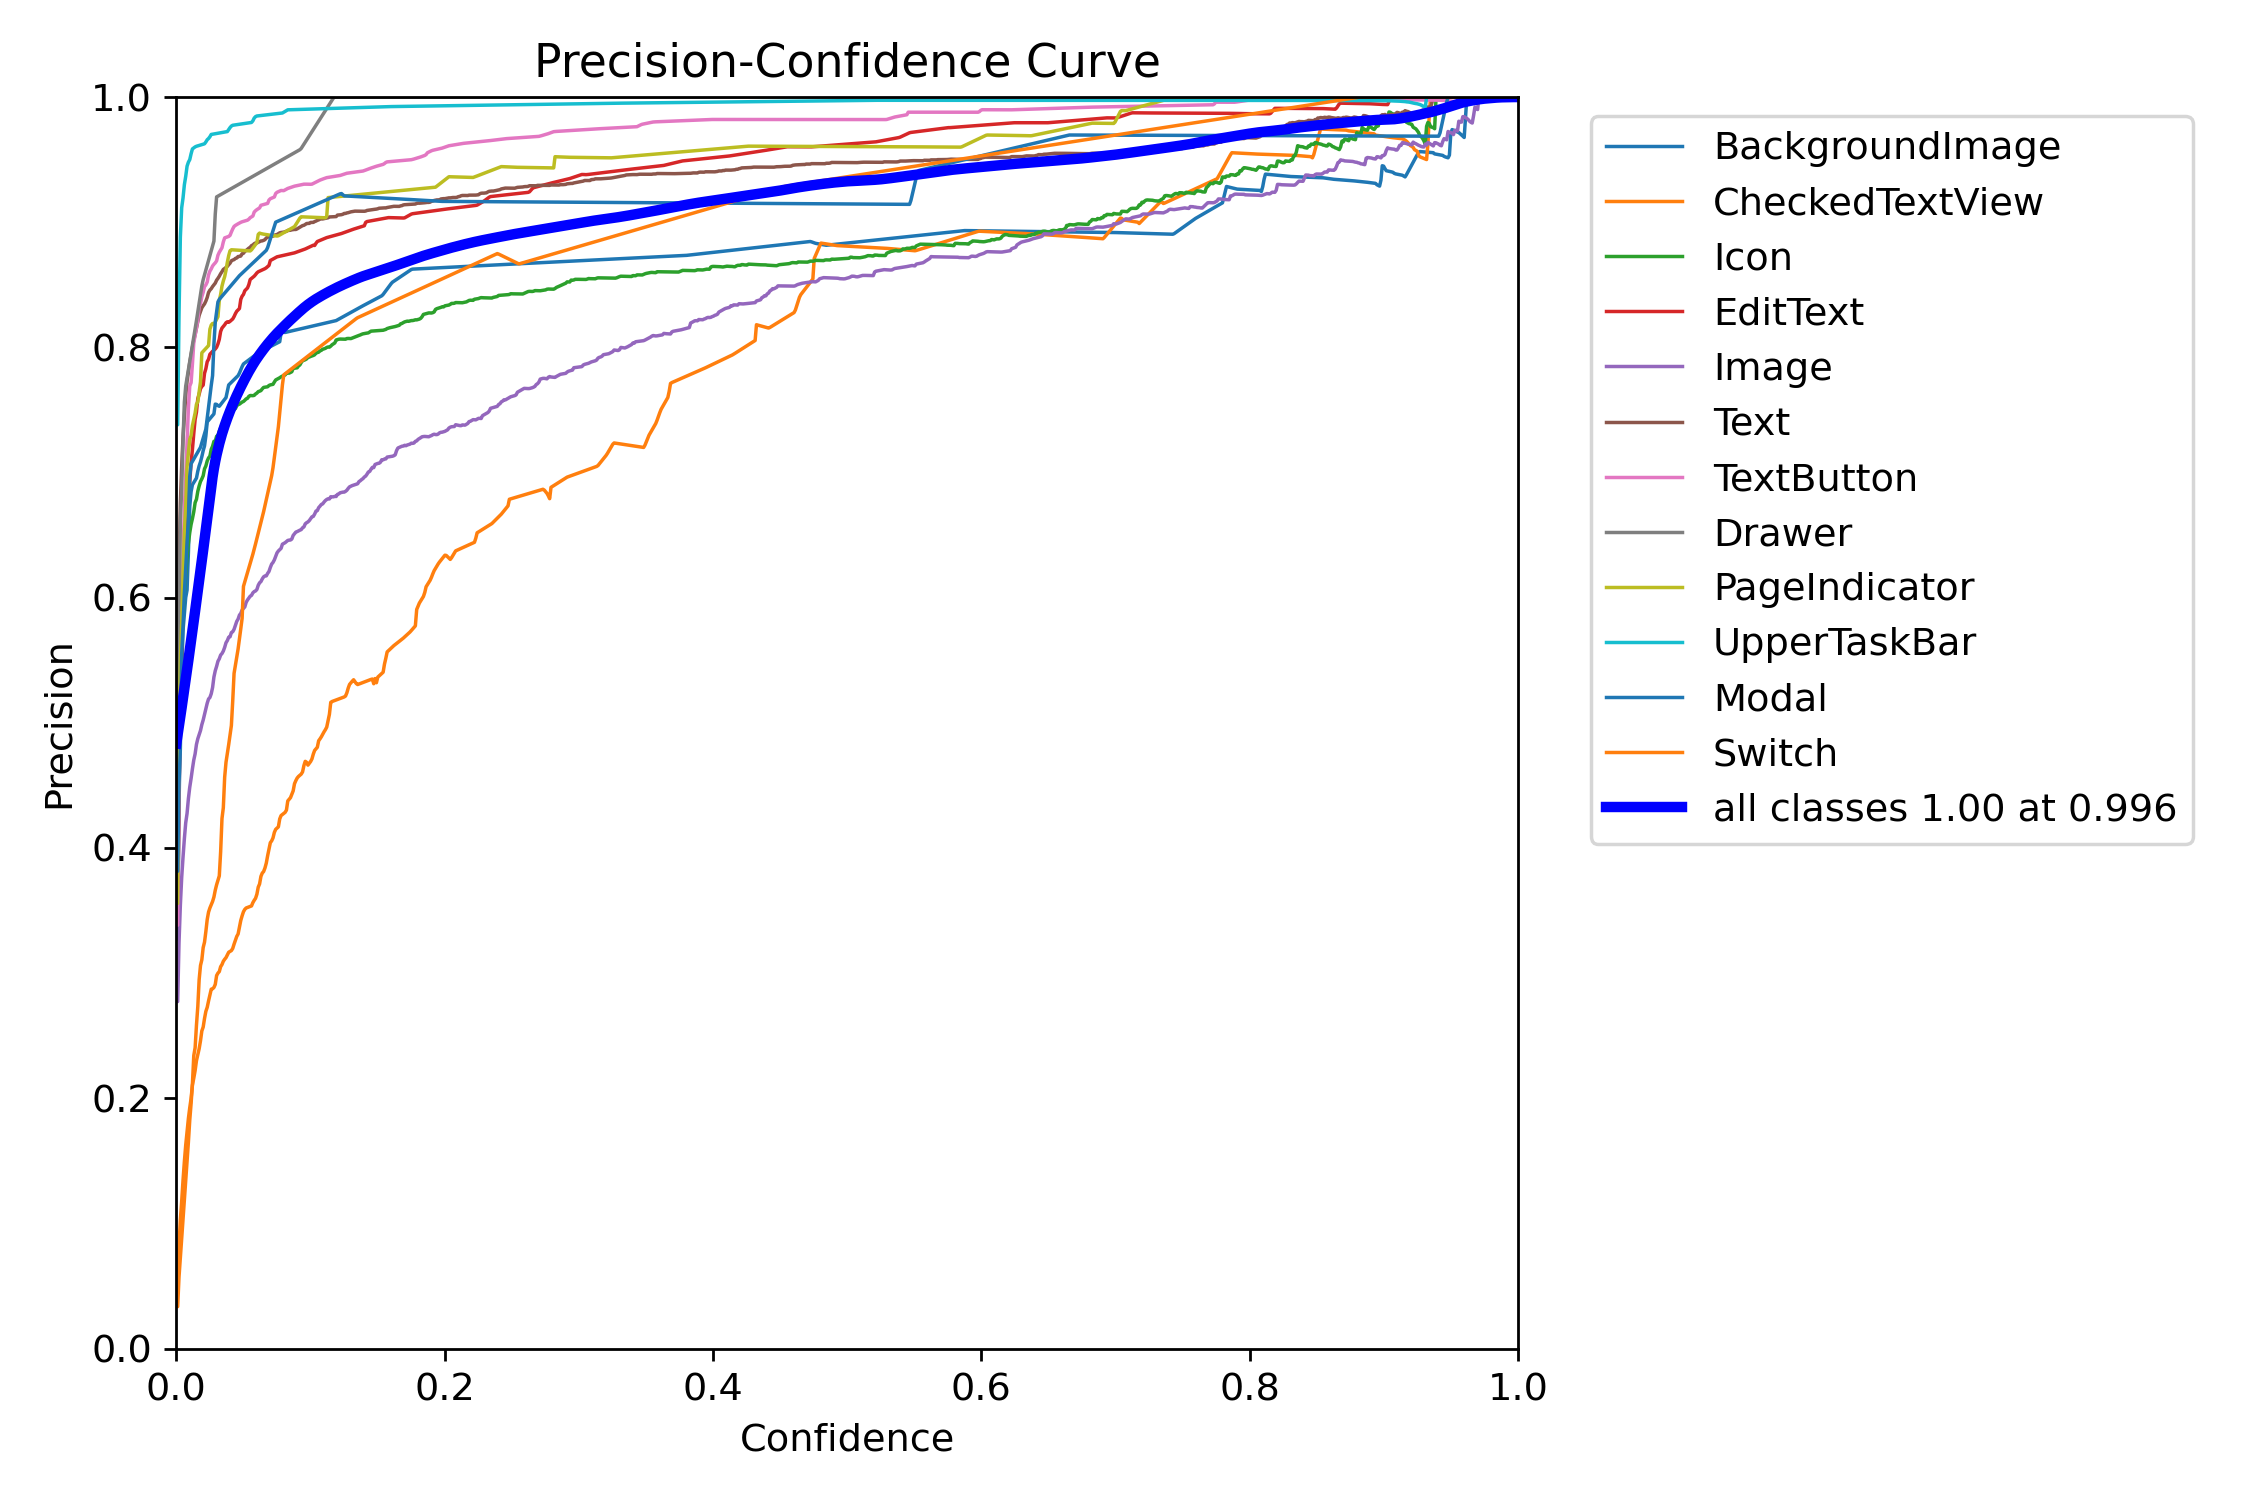 Precision-Confidence Curve
1.0
0.8
0.6
0.4
0.2
0.0
Precision
0.0 0.2 0.4 0.6 0.8 1.0
Confidence
BackgroundImage
CheckedTextView
Icon
EditText
Image
Text
TextButton
Drawer
PageIndicator
UpperTaskBar
Modal
Switch
all classes 1.00 at 0.996